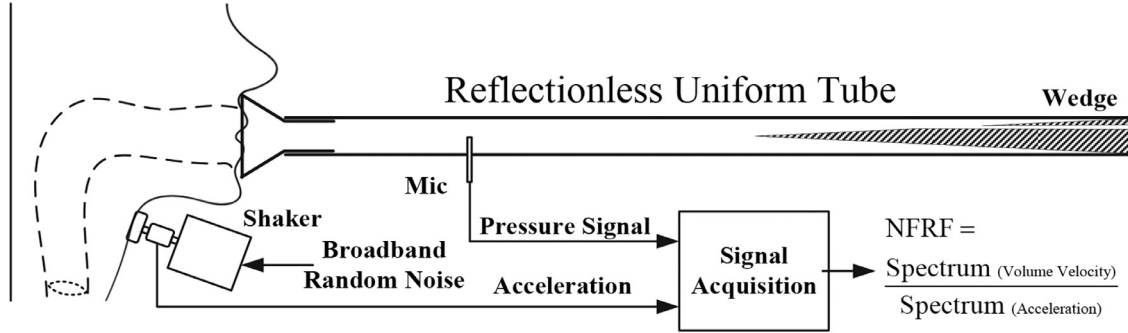 Reflectionless Uniform Tube
Wedge
Mic
Shaker
Broadband
Random Noise
Pressure Signal
Acceleration
Signal
Acquisition
NFRF =
Spectrum (Volume Velocity)
Spectrum (Acceleration)